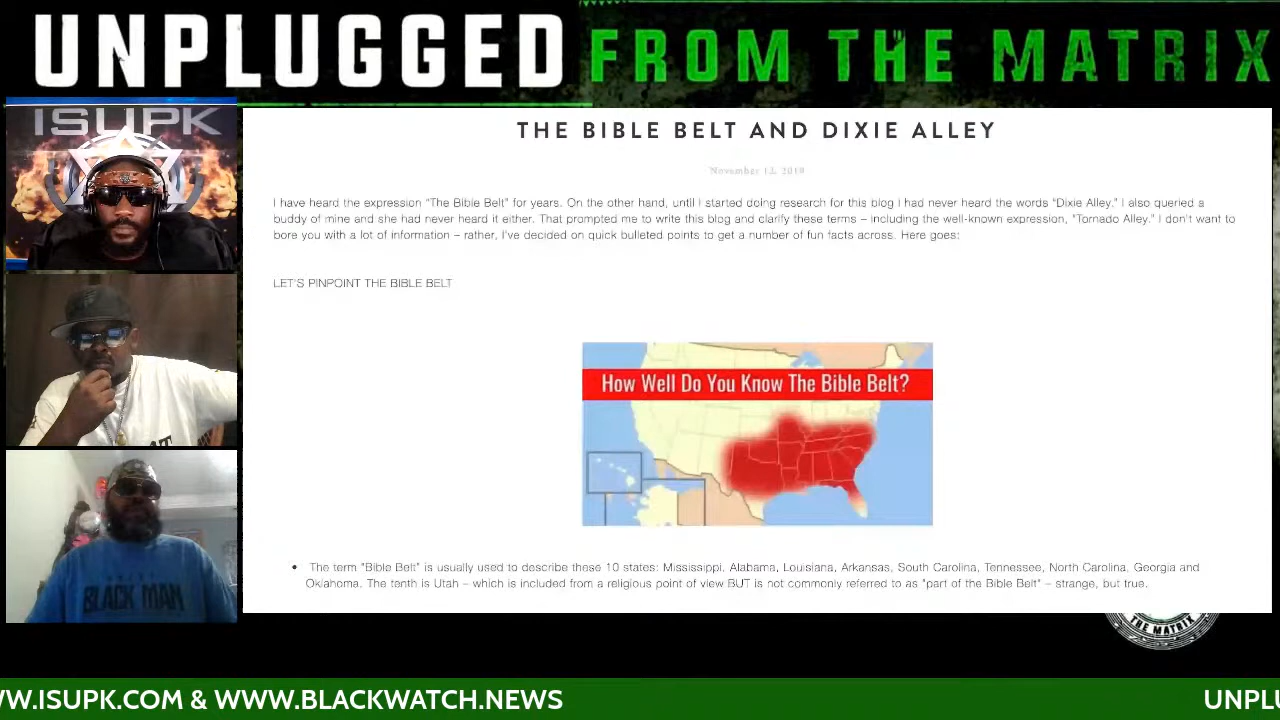 UNPLUGGED FROM THE MATRIX
ISUPK
THE BIBLE BELT AND DIXIE ALLEY
November 13, 2019
I have heard the expression "The Bible Belt" for years. On the other hand, until I started doing research for this blog I had never heard the words "Dixie Alley." I also queried a
buddy of mine and she had never heard it either. That prompted me to write this blog and clarify these terms – including the well-known expression, "Tornado Alley." I don't want to
bore you with a lot of information – rather, I've decided on quick bulleted points to get a number of fun facts across. Here goes:
LET'S PINPOINT THE BIBLE BELT
How Well Do You Know The Bible Belt?
• The term "Bible Belt" is usually used to describe these 10 states: Mississippi, Alabama, Louisiana, Arkansas, South Carolina, Tennessee, North Carolina, Georgia and
Oklahoma. The tenth is Utah – which is included from a religious point of view BUT is not commonly referred to as "part of the Bible Belt" – strange, but true.
BLACK MAN
THE MATRIX
WW.ISUPK.COM & WWW.BLACKWATCH.NEWS
UNPLU